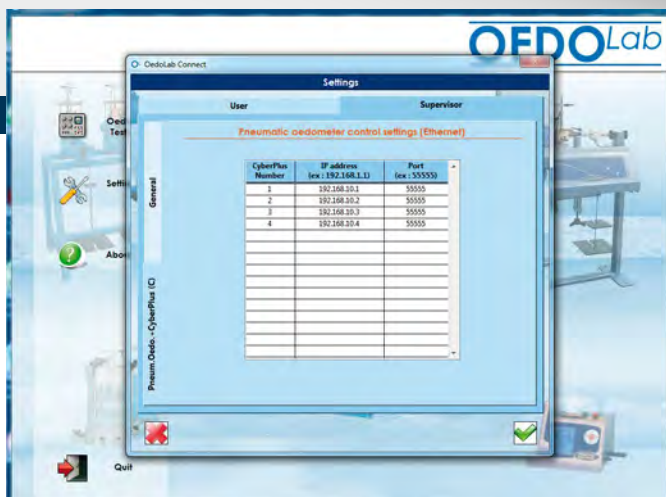 OEDOLab
OedoLab Connect
Settings
User
Supervisor
Pneumatic oedometer control settings (Ethernet)
General
Pneum.Oedo. - CyberPlus (C)
CyberPlus Number IP address (ex : 192.168.1.1) Port (ex : 55555)
1 192.168.10.1 55555
2 192.168.10.2 55555
3 192.168.10.3 55555
4 192.168.10.4 55555
Oed
Test
Setti
Abo
Quit